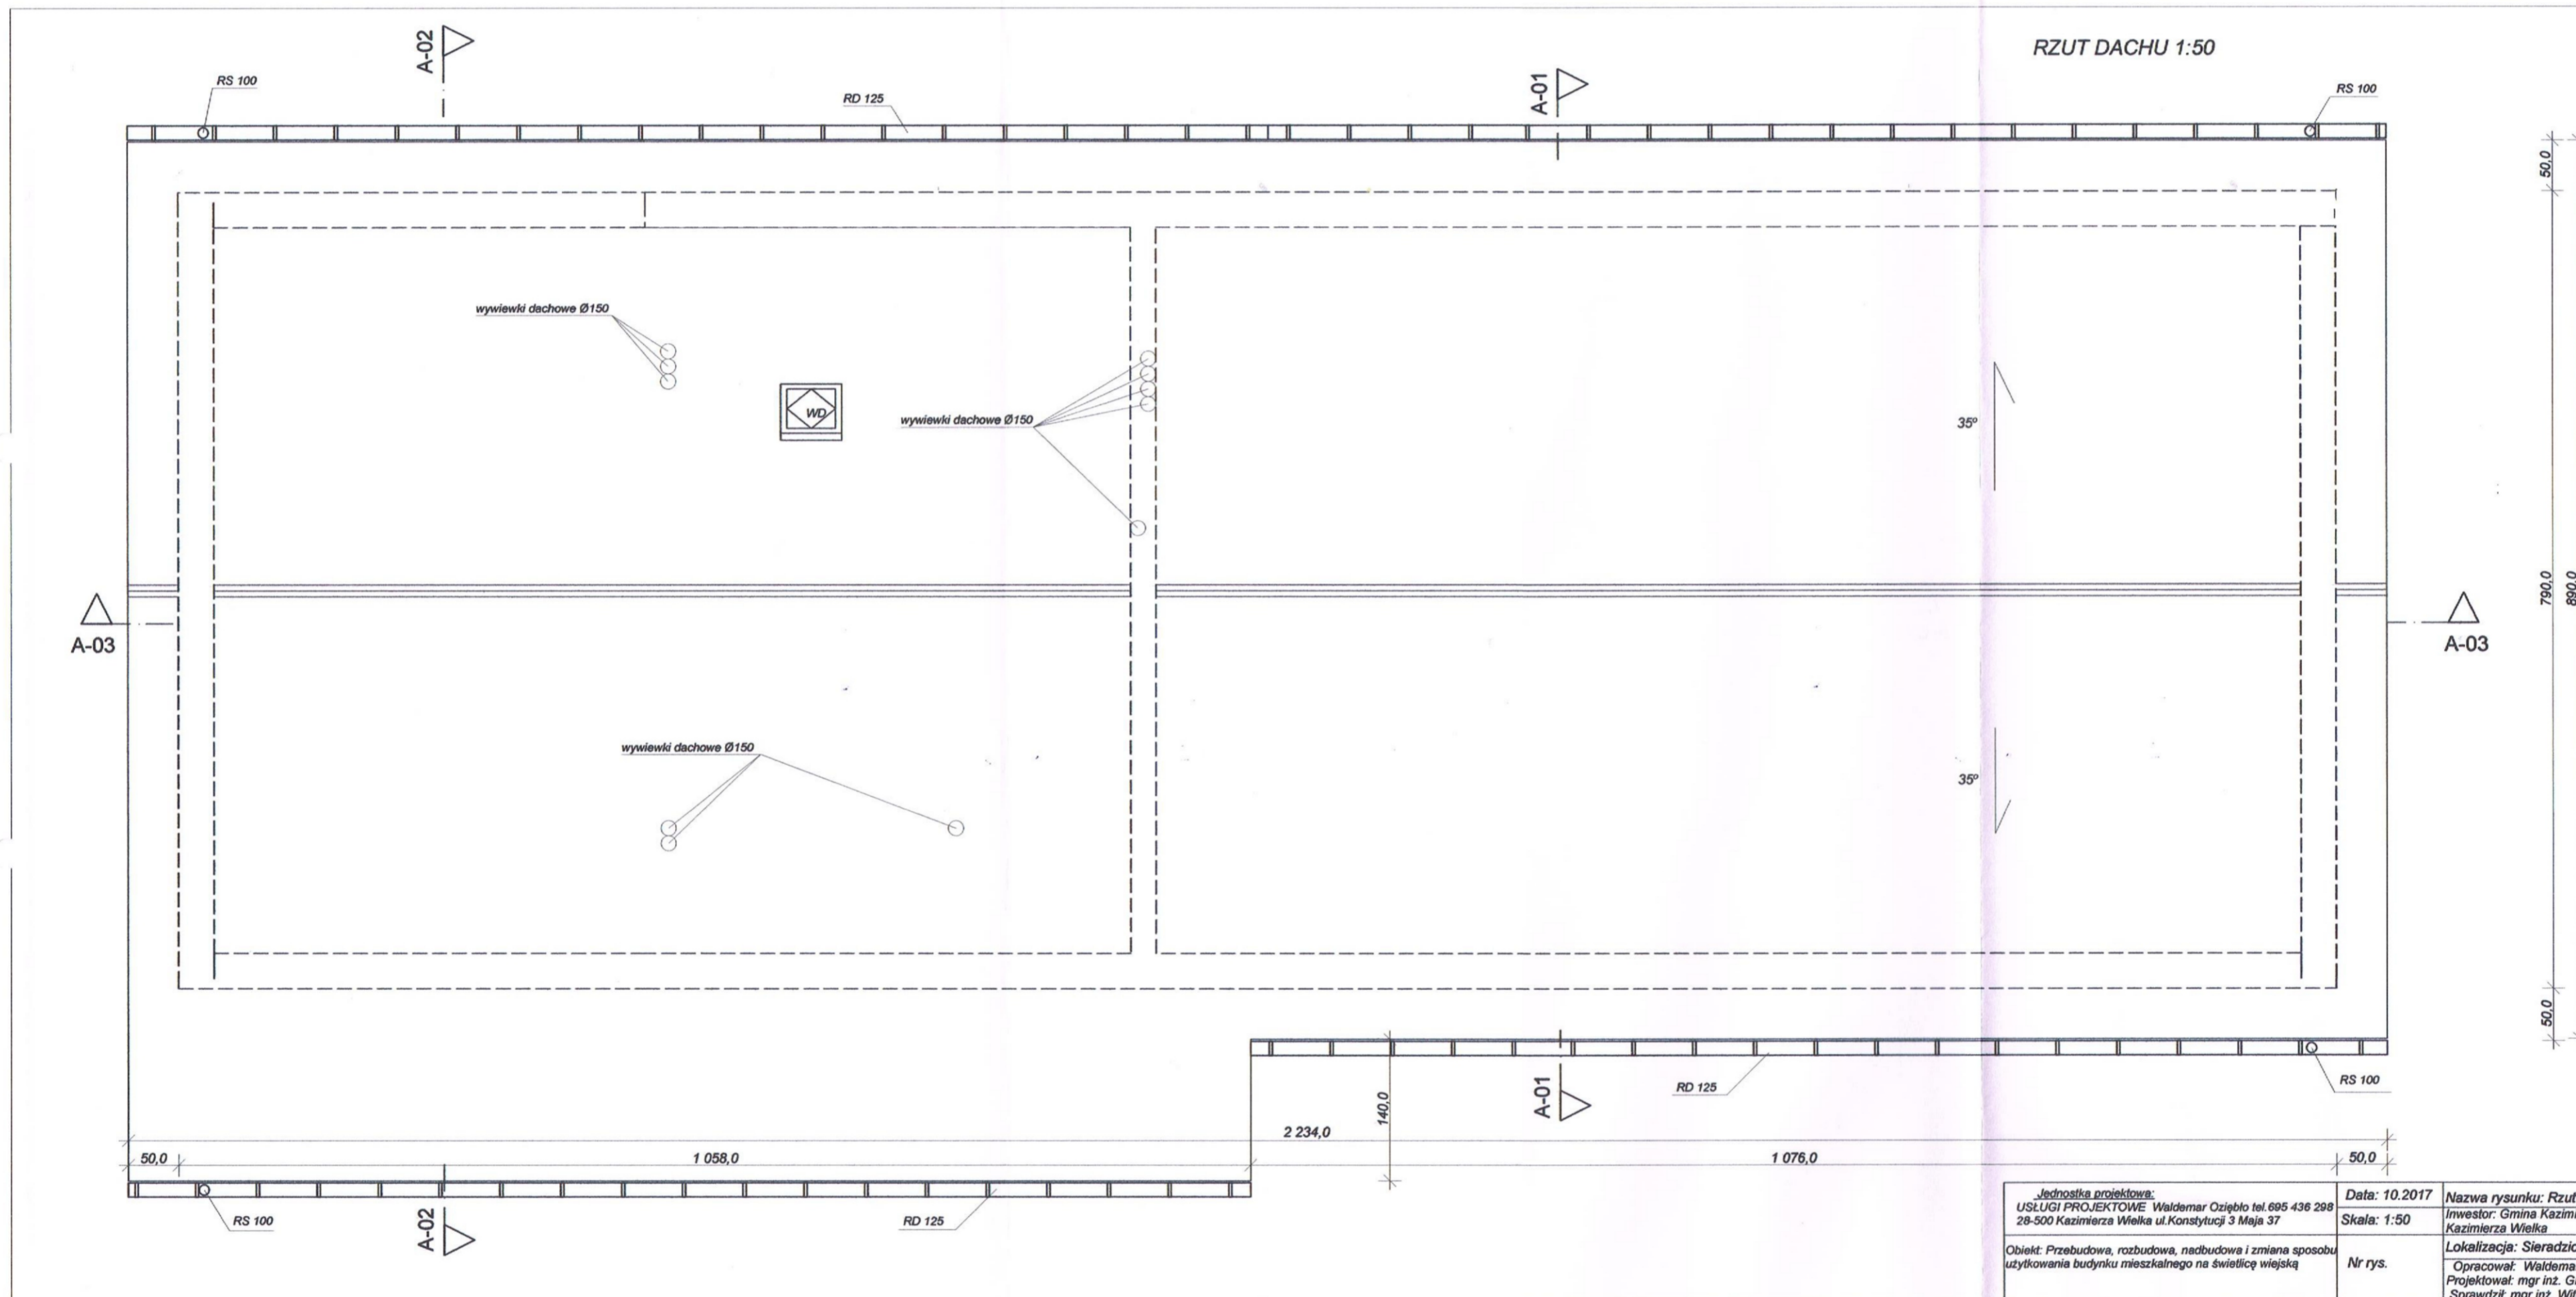 RZUT DACHU 1:50
A-02
A-01
RS 100
RD 125
RS 100
50,0
wywiewki dachowe Ø150
WD
wywiewki dachowe Ø150
35º
790,0
890,0
A-03
A-03
wywiewki dachowe Ø150
35º
50,0
RD 125
RS 100
A-01
140,0
2 234,0
50,0
1 058,0
1 076,0
50,0
RS 100
A-02
RD 125
Jednostka projektowa:
USŁUGI PROJEKTOWE Waldemar Oziębło tel.695 436 298
28-500 Kazimierza Wielka ul.Konstytucji 3 Maja 37
Data: 10.2017
Nazwa rysunku: Rzut
Skala: 1:50
Inwestor: Gmina
Kazimierza Wielka
Obiekt: Przebudowa, rozbudowa, nadbudowa i zmiana sposobu
użytkowania budynku mieszkalnego na świetlicę wiejską
Nr rys.
Lokalizacja:
Opracował:
Projektował: mgr inż.
Sprawdził: mgr inż.